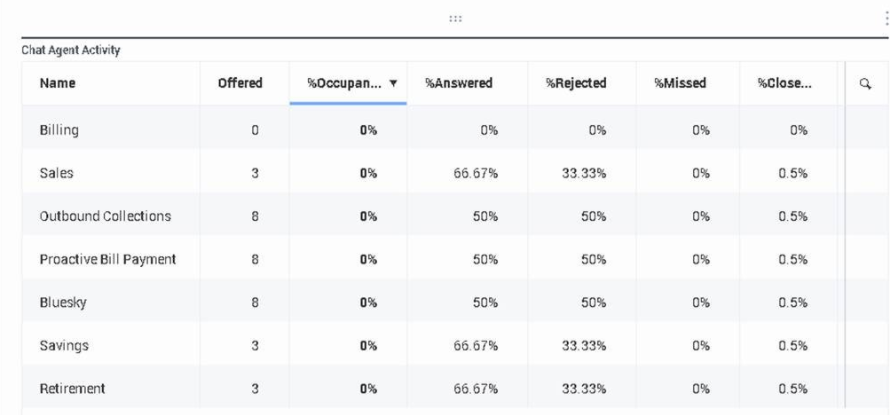 Chat Agent Activity
Name Offered %Occupan... ▼ %Answered %Rejected %Missed %Close...
Billing 0 0% 0% 0% 0% 0%
Sales 3 0% 66.67% 33.33% 0% 0.5%
Outbound Collections 8 0% 50% 50% 0% 0.5%
Proactive Bill Payment 8 0% 50% 50% 0% 0.5%
Bluesky 8 0% 50% 50% 0% 0.5%
Savings 3 0% 66.67% 33.33% 0% 0.5%
Retirement 3 0% 66.67% 33.33% 0% 0.5%